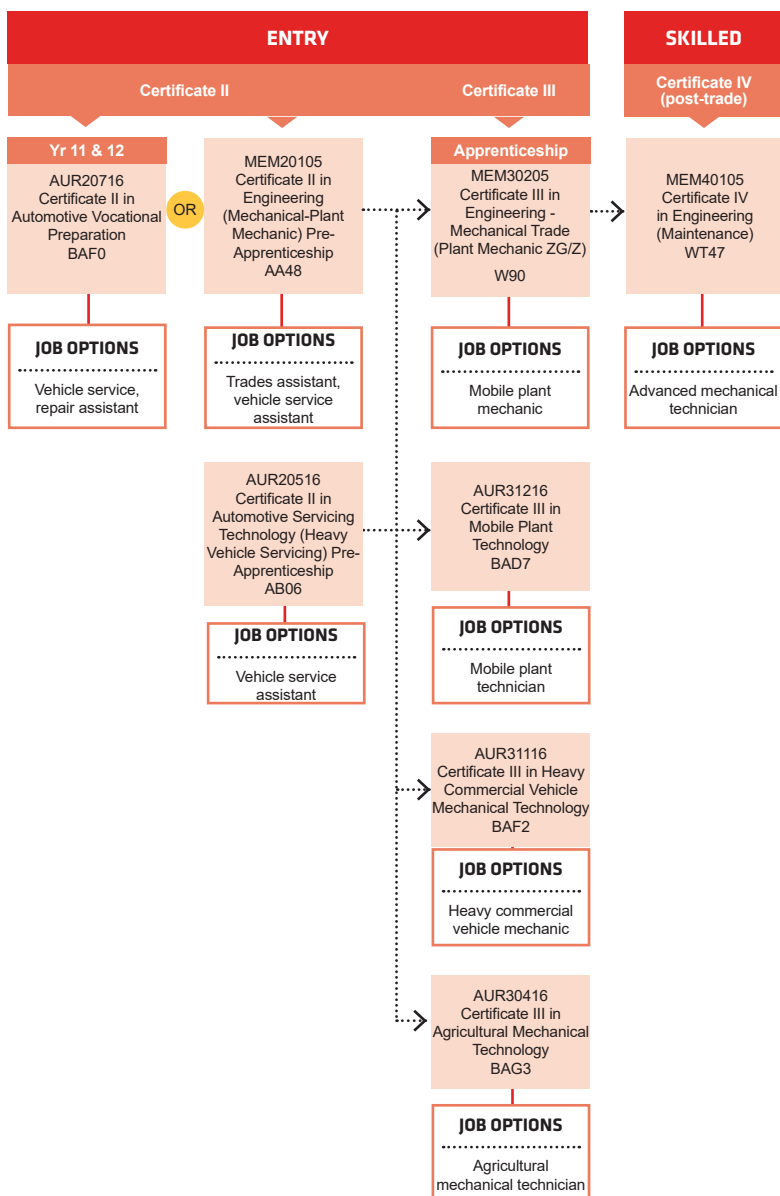 ENTRY
SKILLED
Certificate II
Certificate III
Certificate IV
(post-trade)
Yr 11 & 12
AUR20716
Certificate II in
Automotive Vocational
Preparation
BAF0
JOB OPTIONS
Vehicle service,
repair assistant
OR
MEM20105
Certificate II in
Engineering
(Mechanical-Plant
Mechanic) Pre-
Apprenticeship
AA48
JOB OPTIONS
Trades assistant,
vehicle service
assistant
AUR20516
Certificate II in
Automotive Servicing
Technology (Heavy
Vehicle Servicing) Pre-
Apprenticeship
AB06
JOB OPTIONS
Vehicle service
assistant
Apprenticeship
MEM30205
Certificate III in
Engineering -
Mechanical Trade
(Plant Mechanic ZG/Z)
W90
JOB OPTIONS
Mobile plant
mechanic
AUR31216
Certificate III in
Mobile Plant
Technology
BAD7
JOB OPTIONS
Mobile plant
technician
AUR31116
Certificate III in Heavy
Commercial Vehicle
Mechanical Technology
BAF2
JOB OPTIONS
Heavy commercial
vehicle mechanic
AUR30416
Certificate III in
Agricultural Mechanical
Technology
BAG3
JOB OPTIONS
Agricultural
mechanical technician
MEM40105
Certificate IV
in Engineering
(Maintenance)
WT47
JOB OPTIONS
Advanced mechanical
technician